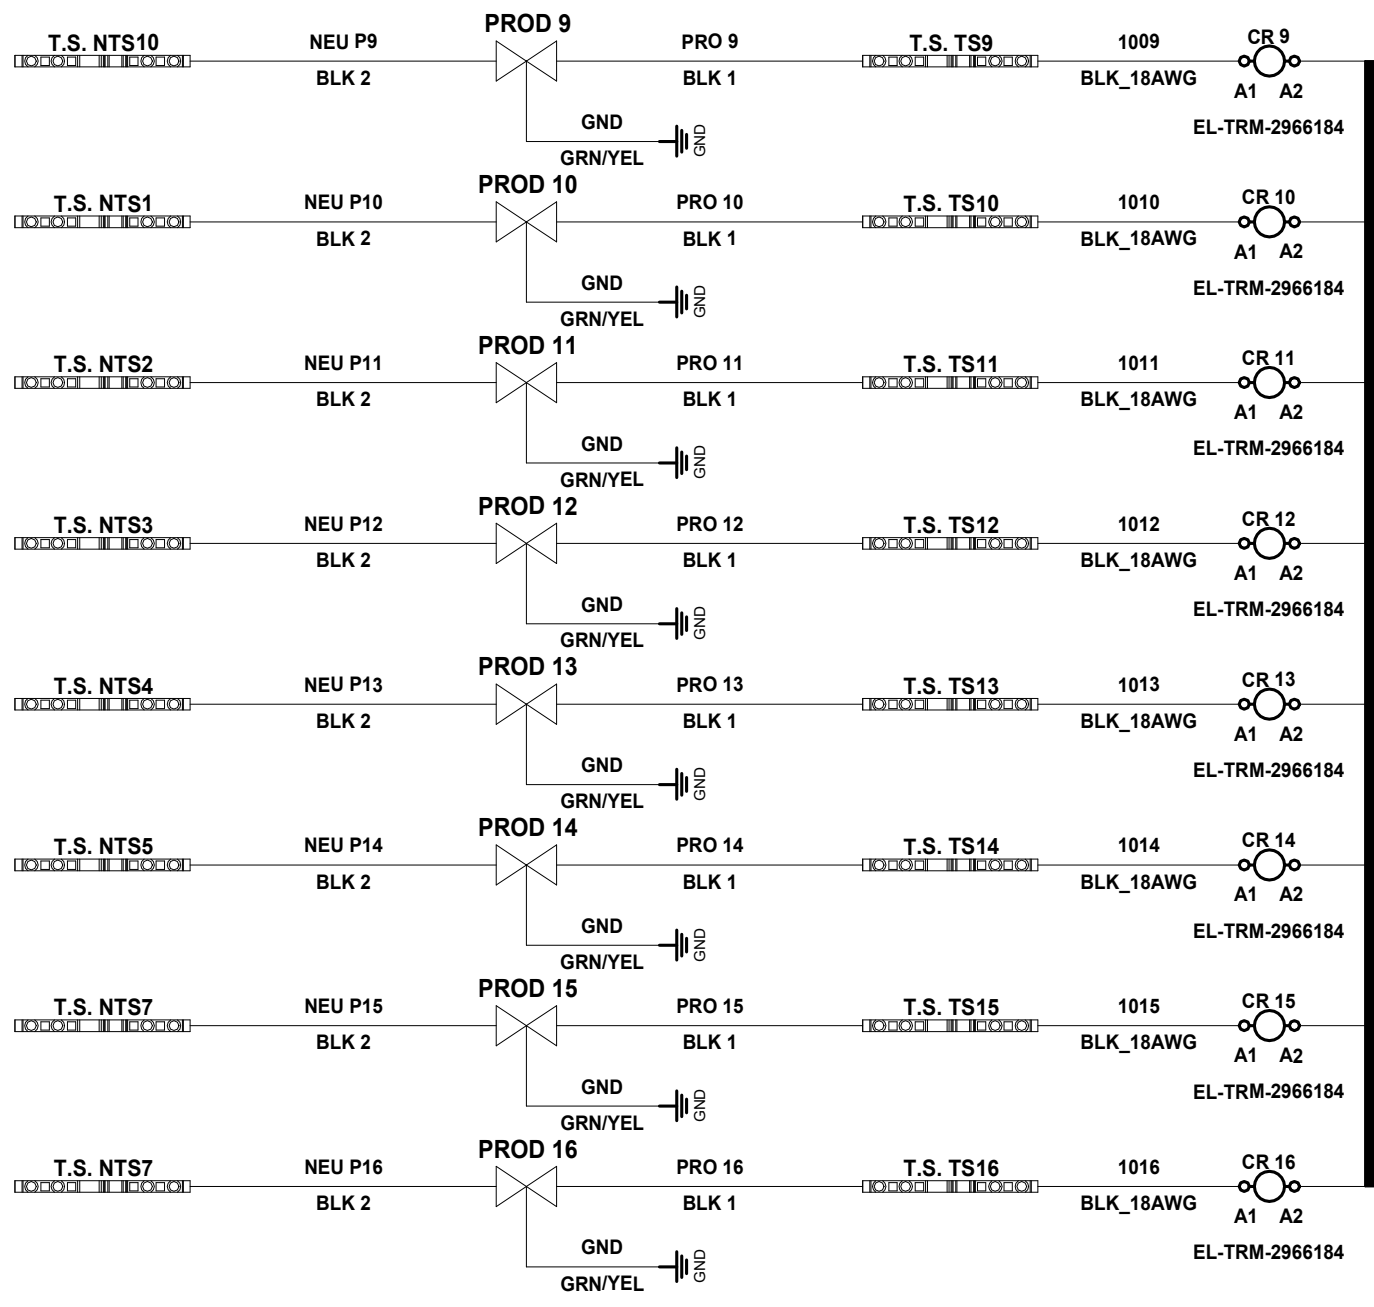 PROD 9
T.S. NTS10 NEU P9 PRO 9 T.S. TS9 1009 CR 9
BLK 2 BLK 1 BLK_18AWG A1 A2
GND EL-TRM-2966184
GND
GRN/YEL
PROD 10
T.S. NTS1 NEU P10 PRO 10 T.S. TS10 1010 CR 10
BLK 2 BLK 1 BLK_18AWG A1 A2
GND EL-TRM-2966184
GND
GRN/YEL
PROD 11
T.S. NTS2 NEU P11 PRO 11 T.S. TS11 1011 CR 11
BLK 2 BLK 1 BLK_18AWG A1 A2
GND EL-TRM-2966184
GND
GRN/YEL
PROD 12
T.S. NTS3 NEU P12 PRO 12 T.S. TS12 1012 CR 12
BLK 2 BLK 1 BLK_18AWG A1 A2
GND EL-TRM-2966184
GND
GRN/YEL
PROD 13
T.S. NTS4 NEU P13 PRO 13 T.S. TS13 1013 CR 13
BLK 2 BLK 1 BLK_18AWG A1 A2
GND EL-TRM-2966184
GND
GRN/YEL
PROD 14
T.S. NTS5 NEU P14 PRO 14 T.S. TS14 1014 CR 14
BLK 2 BLK 1 BLK_18AWG A1 A2
GND EL-TRM-2966184
GND
GRN/YEL
PROD 15
T.S. NTS7 NEU P15 PRO 15 T.S. TS15 1015 CR 15
BLK 2 BLK 1 BLK_18AWG A1 A2
GND EL-TRM-2966184
GND
GRN/YEL
PROD 16
T.S. NTS7 NEU P16 PRO 16 T.S. TS16 1016 CR 16
BLK 2 BLK 1 BLK_18AWG A1 A2
GND EL-TRM-2966184
GND
GRN/YEL